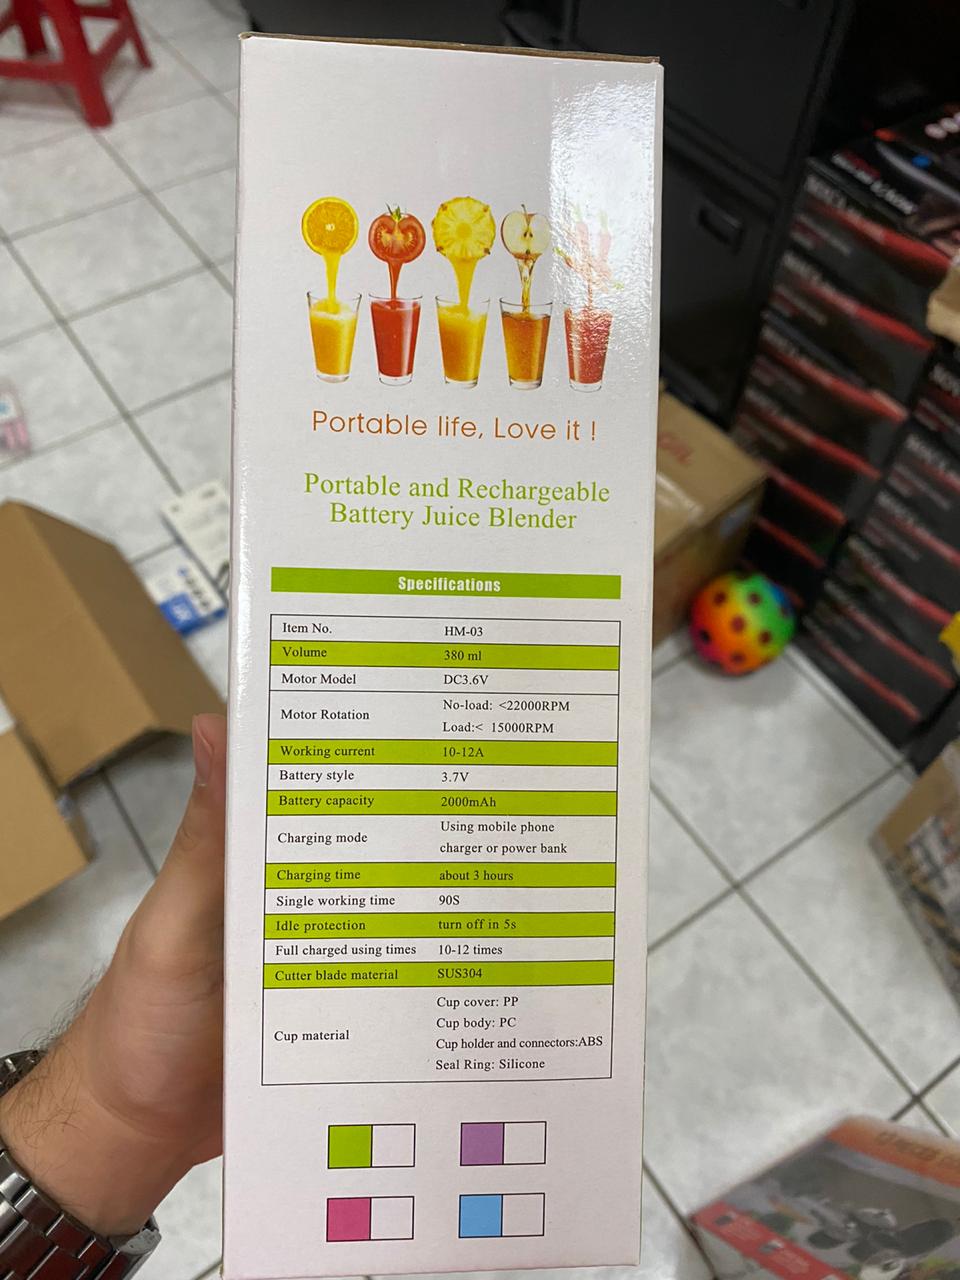 Portable life, Love it !
Portable and Rechargeable
Battery Juice Blender
Specifications
Item No. HM-03
Volume 380 ml
Motor Model DC3.6V
Motor Rotation No-load: <22000RPM
Load:< 15000RPM
Working current 10-12A
Battery style 3.7V
Battery capacity 2000mAh
Charging mode Using mobile phone
charger or power bank
Charging time about 3 hours
Single working time 90S
Idle protection turn off in 5s
Full charged using times 10-12 times
Cutter blade material SUS304
Cup material Cup cover: PP
Cup body: PC
Cup holder and connectors:ABS
Seal Ring: Silicone